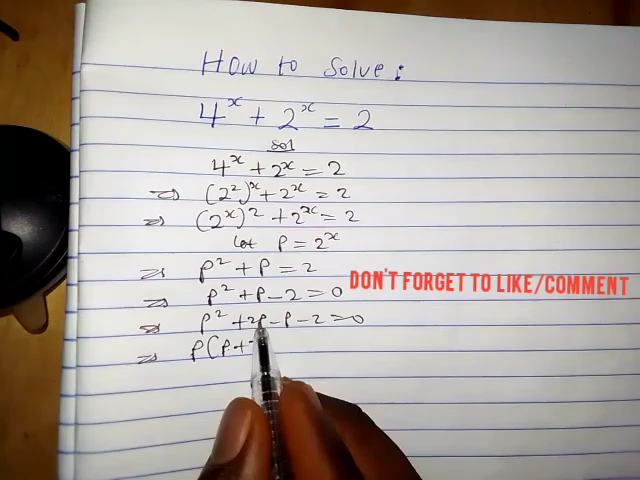 How to Solve:
4^x + 2^x = 2
sol
4^x + 2^x = 2
⇒ (2^2)^x + 2^x = 2
⇒ (2^x)^2 + 2^x = 2
let P = 2^x
⇒ P^2 + P = 2
DON'T FORGET TO LIKE/COMMENT
⇒ P^2 + P - 2 = 0
⇒ P^2 + 2P - P - 2 = 0
⇒ P(P+